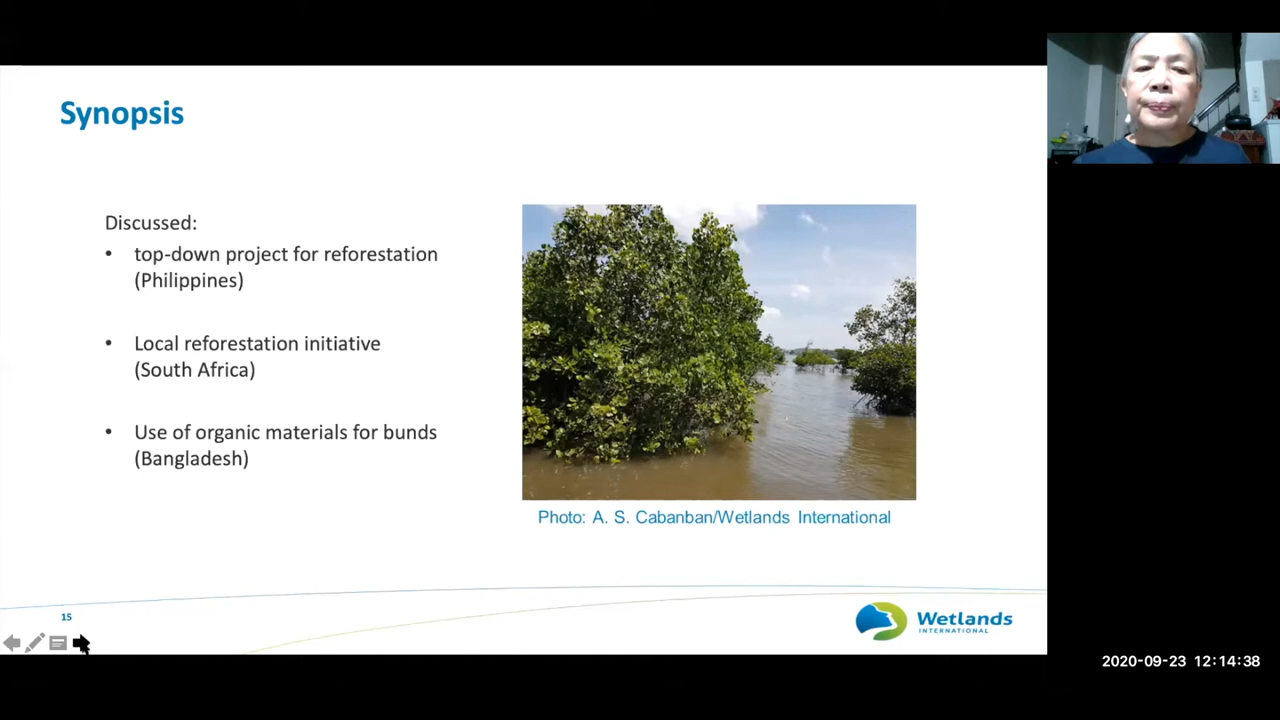 Synopsis
Discussed:
• top-down project for reforestation
(Philippines)
• Local reforestation initiative
(South Africa)
• Use of organic materials for bunds
(Bangladesh)
Photo: A. S. Cabanban/Wetlands International
15
Wetlands
INTERNATIONAL
2020-09-23 12:14:38